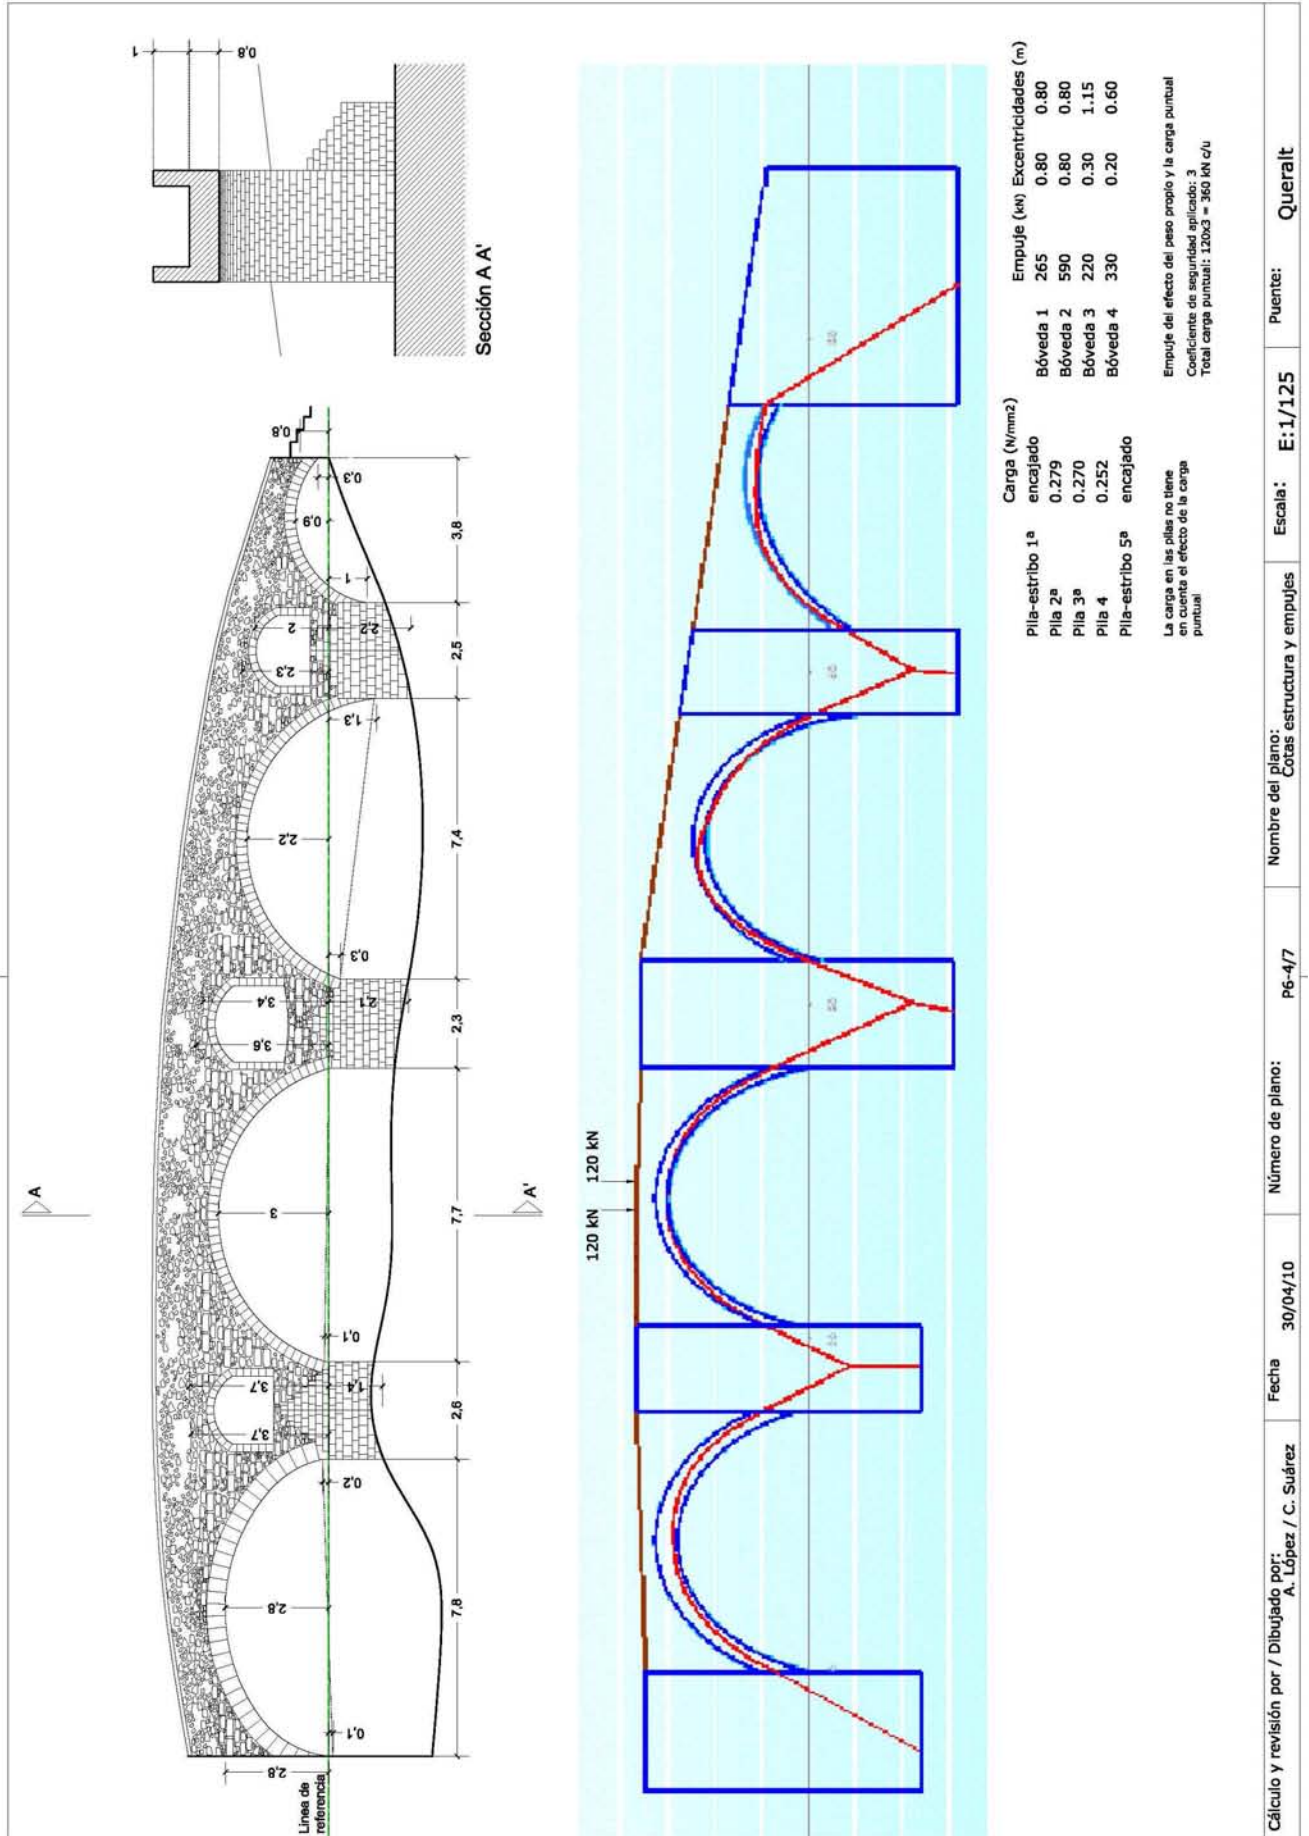 A
A'
Linea de
referencia
2,8
0,1
2,8
0,2
3,7
3,7
1,4
0,1
3
3,6
3,4
2,1
0,3
2,2
1,3
2,3
2
2,2
1
0,9
0,3
0,8
7,8
2,6
7,7
2,3
7,4
2,5
3,8
1
0,8
Sección A A'
120 kN
120 kN
Carga (N/mm2)
Pila-estribo 1ª encajado
Pila 2ª 0.279
Pila 3ª 0.270
Pila 4 0.252
Pila-estribo 5ª encajado
La carga en las pilas no tiene
en cuenta el efecto de la carga
puntual
Empuje (kN) Excentricidades (m)
Bóveda 1 265 0.80 0.80
Bóveda 2 590 0.80 0.80
Bóveda 3 220 0.30 1.15
Bóveda 4 330 0.20 0.60
Empuje del efecto del peso propio y la carga puntual
Coeficiente de seguridad aplicado: 3
Total carga puntual: 120x3 = 360 kN c/u
Cálculo y revisión por / Dibujado por:
A. López / C. Suárez
Fecha
30/04/10
Número de plano:
P6-4/7
Nombre del plano:
Cotas estructura y empujes
Escala:
E:1/125
Puente:
Queralt